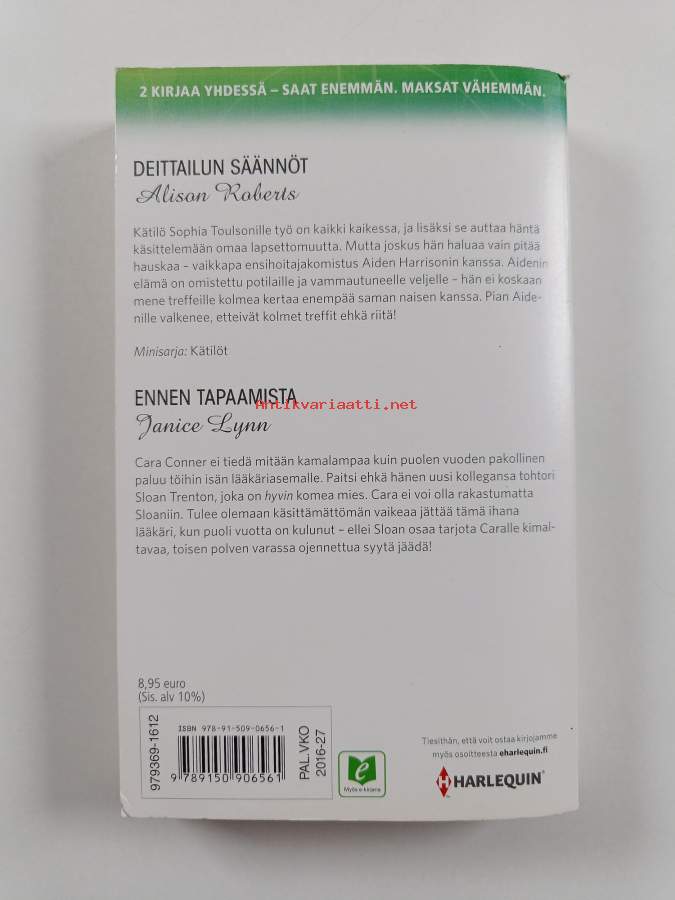 2 KIRJAA YHDESSÄ – SAAT ENEMMÄN. MAKSAT VÄHEMMÄN.
DEITTAILUN SÄÄNNÖT
Alison Roberts
Kätilö Sophia Toulsonille työ on kaikki kaikessa, ja lisäksi se auttaa häntä
käsittelemään omaa lapsettomuutta. Mutta joskus hän haluaa vain pitää
hauskaa – vaikkapa ensihoitajakomistus Aiden Harrisonin kanssa. Aidenin
elämä on omistettu potilaille ja vammautuneelle veljelle – hän ei koskaan
mene treffeille kolmea kertaa enempää saman naisen kanssa. Pian Aide-
nille valkenee, etteivät kolmet treffit ehkä riitä!
Minisarja: Kätilöt
ENNEN TAPAAMISTA
Antikvariaatti.net
Janice Lynn
Cara Conner ei tiedä mitään kamalampaa kuin puolen vuoden pakollinen
paluu töihin isän lääkäriasemalle. Paitsi ehkä hänen uusi kollegansa tohtori
Sloan Trenton, joka on hyvin komea mies. Cara ei voi olla rakastumatta
Sloaniin. Tulee olemaan käsittämättömän vaikeaa jättää tämä ihana
lääkäri, kun puoli vuotta on kulunut – ellei Sloan osaa tarjota Caralle kimal-
tavaa, toisen polven varassa ojennettua syytä jäädä!
8,95 euro
(Sis. alv 10%)
979369-1612
ISBN 978-91-509-0656-1
9 789150 906561
PAL.VKO
2016-27
e
Myös e-kirjana
Tiesithän, että voit ostaa kirjojamme
myös osoitteesta eharlequin.fi
HARLEQUIN®